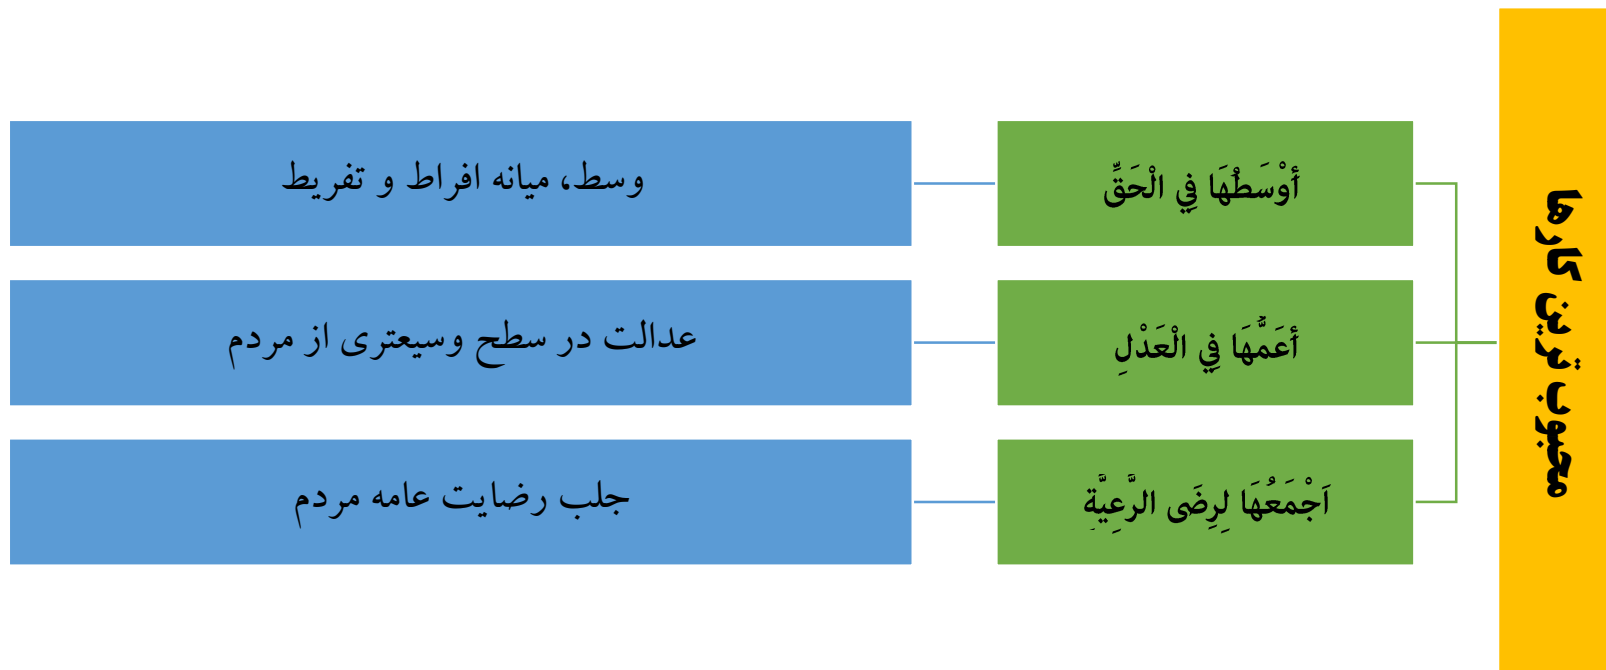 محبوب ترین کارها
أَوْسَطُهَا فِي الْحَقِّ
وسط، میانه افراط و تفریط
أَعَمُّهَا فِي الْعَدْلِ
عدالت در سطح وسیعتری از مردم
اَجْمَعُهَا لِرِضَى الرَّعِيَّةِ
جلب رضایت عامه مردم